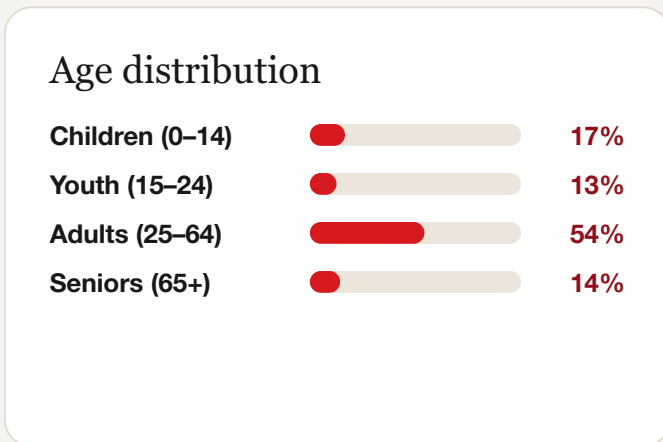 Age distribution
Children (0–14) 17%
Youth (15–24) 13%
Adults (25–64) 54%
Seniors (65+) 14%